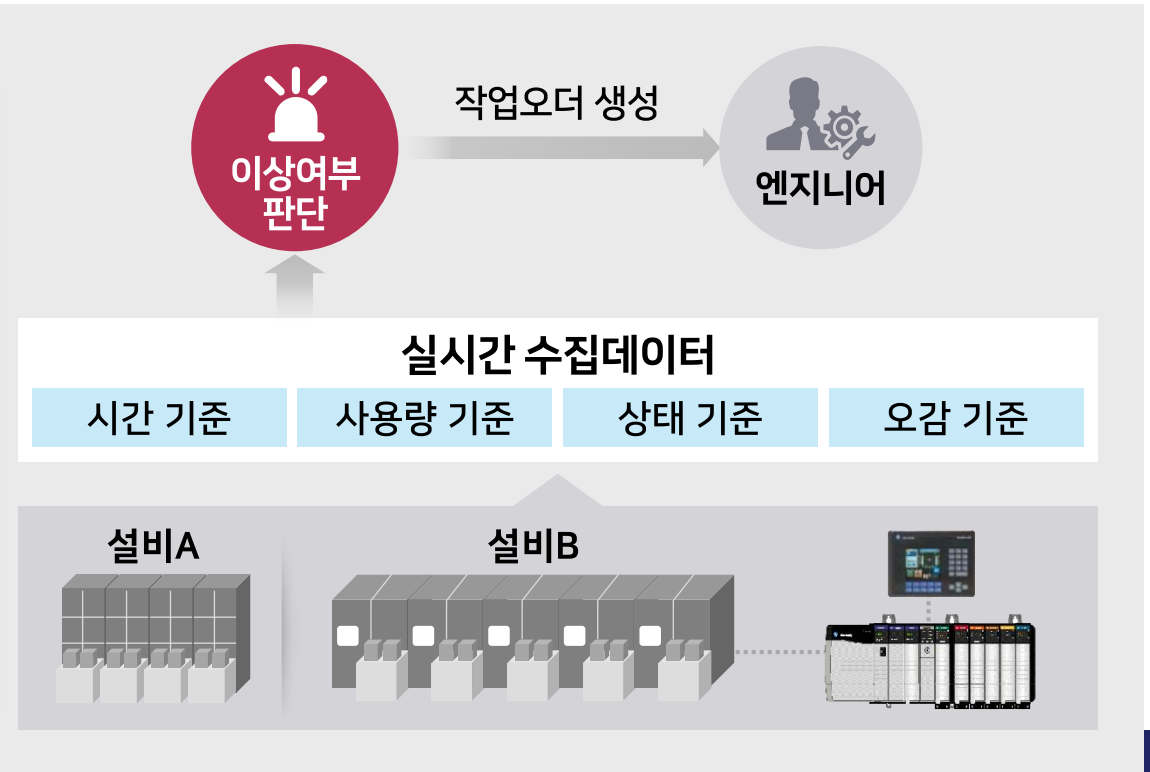 작업오더 생성
이상여부
판단
엔지니어
실시간 수집데이터
시간 기준
사용량 기준
상태 기준
오감 기준
설비A
설비B